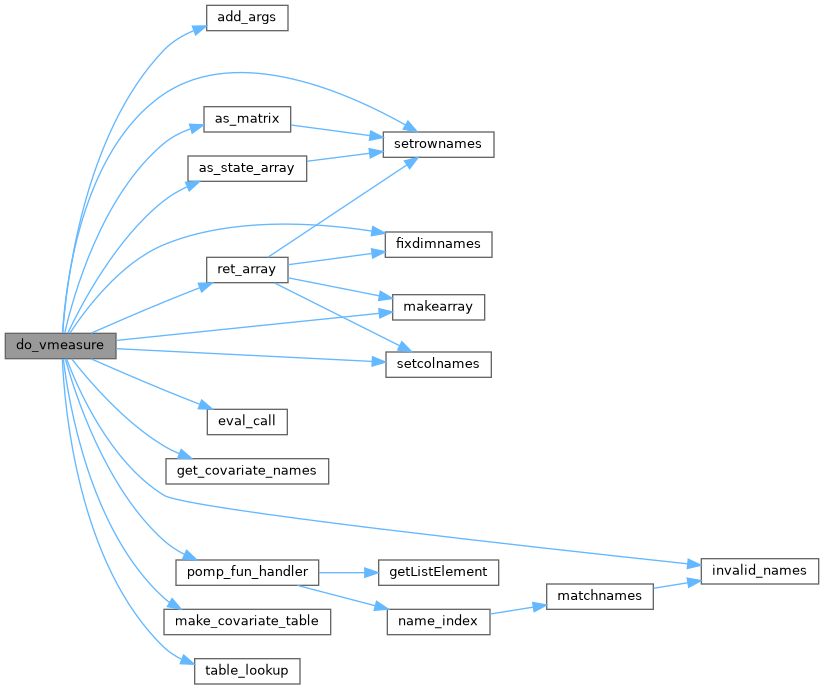 add_args
as_matrix
setrownames
as_state_array
fixdimnames
ret_array
makearray
do_vmeasure
setcolnames
eval_call
get_covariate_names
pomp_fun_handler
getListElement
invalid_names
matchnames
make_covariate_table
name_index
table_lookup